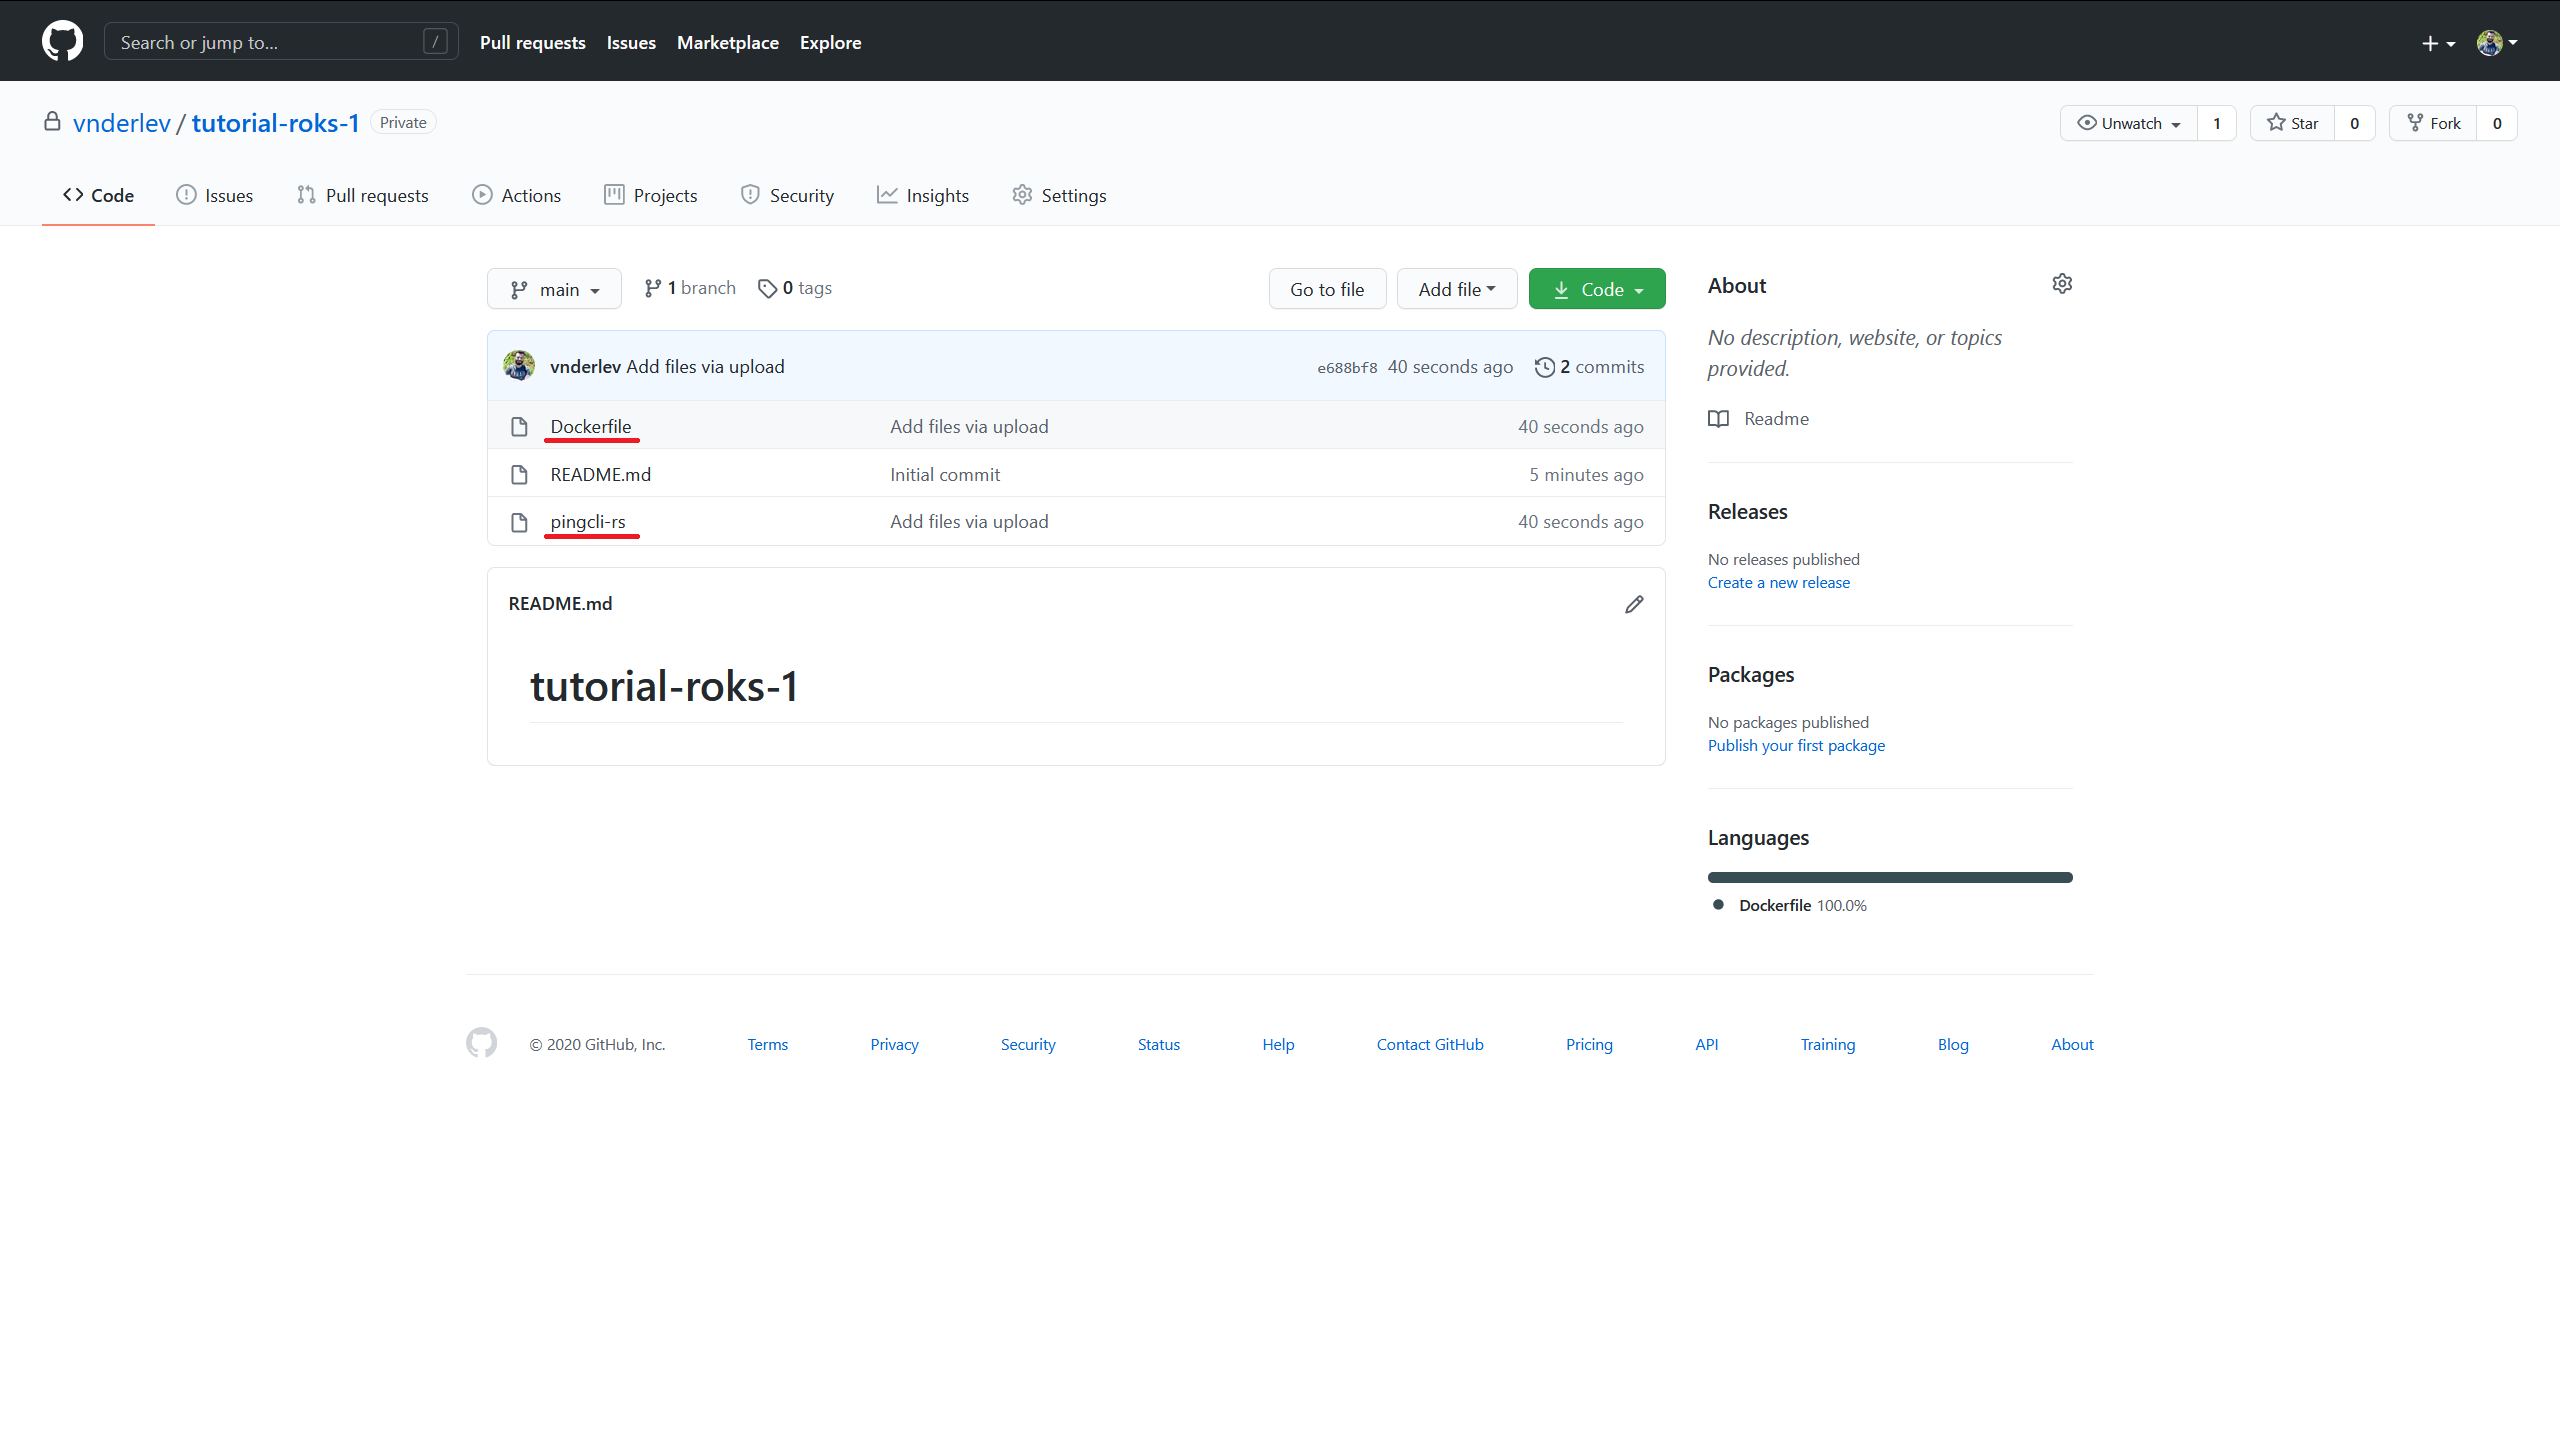 Search or jump to... /
Pull requests Issues Marketplace Explore
vnderlev / tutorial-roks-1 Private
Unwatch 1 Star 0 Fork 0
Code Issues Pull requests Actions Projects Security Insights Settings
main 1 branch 0 tags Go to file Add file Code
vnderlev Add files via upload e688bf8 40 seconds ago 2 commits
Dockerfile Add files via upload 40 seconds ago
README.md Initial commit 5 minutes ago
pingcli-rs Add files via upload 40 seconds ago
README.md
tutorial-roks-1
About
No description, website, or topics
provided.
Readme
Releases
No releases published
Create a new release
Packages
No packages published
Publish your first package
Languages
Dockerfile 100.0%
© 2020 GitHub, Inc. Terms Privacy Security Status Help Contact GitHub Pricing API Training Blog About